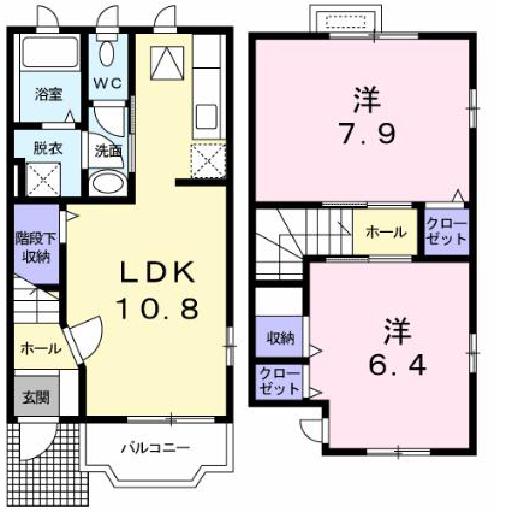 浴室
WC
脱衣
洗面
階段下
収納
LDK
10.8
ホール
玄関
バルコニー
洋
7.9
ホール
クロー
ゼット
収納
クロー
ゼット
洋
6.4